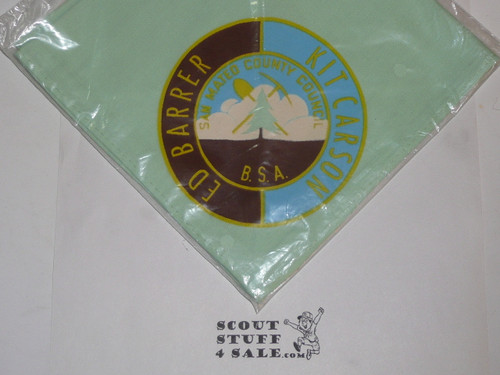 ED BARRER
KIT CARSON
SAN MATEO COUNTY COUNCIL
B.S.A.
SCOUT
STUFF
4 SALE.com